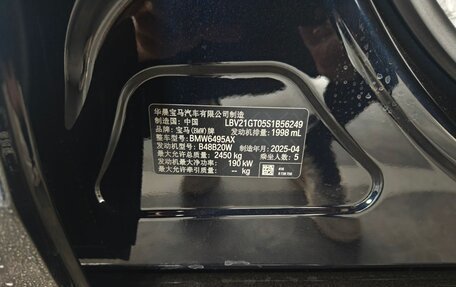 华晨宝马汽车有限公司制造
制造国：中国 LBV21GT05S1B56249
品牌：宝马(BMW)牌 发动机排量：1998 mL
整车型号：BMW6495AX
发动机型号：B48B20W 制造年月：2025-04
最大允许总质量：2450 kg 乘坐人数：5
发动机最大净功率：190 kW
最大允许牵引质量：-- kg